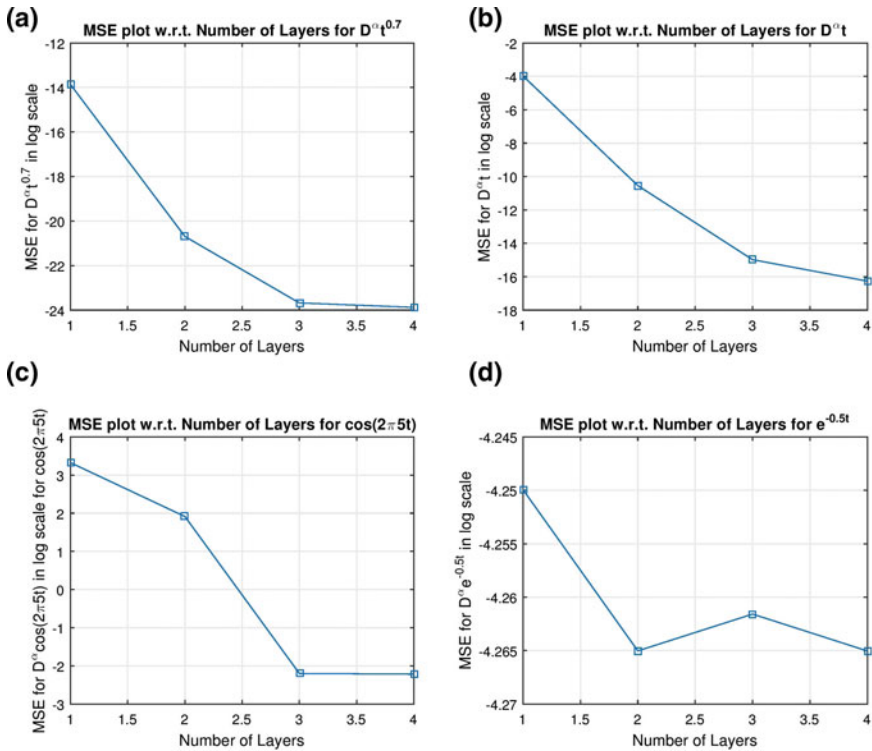 (a)
MSE plot w.r.t. Number of Layers for D^α t^0.7
MSE for D^α t^0.7 in log scale
-12
-14
-16
-18
-20
-22
-24
1 1.5 2 2.5 3 3.5 4
Number of Layers
(b)
MSE plot w.r.t. Number of Layers for D^α t
MSE for D^α t in log scale
-2
-4
-6
-8
-10
-12
-14
-16
-18
1 1.5 2 2.5 3 3.5 4
Number of Layers
(c)
MSE plot w.r.t. Number of Layers for cos(2π5t)
MSE for D^α cos(2π5t) in log scale for cos(2π5t)
4
3
2
1
0
-1
-2
-3
1 1.5 2 2.5 3 3.5 4
Number of Layers
(d)
MSE plot w.r.t. Number of Layers for e^-0.5t
MSE for D^α e^-0.5t in log scale
-4.245
-4.25
-4.255
-4.26
-4.265
-4.27
1 1.5 2 2.5 3 3.5 4
Number of Layers